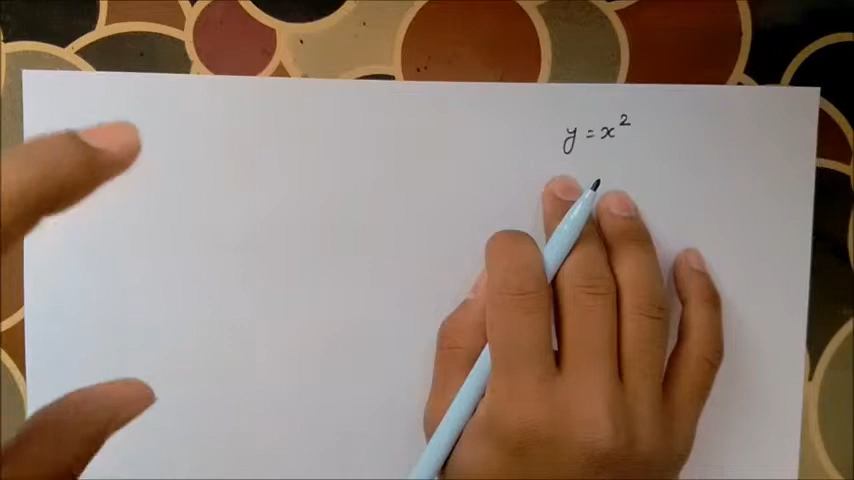 y = x²